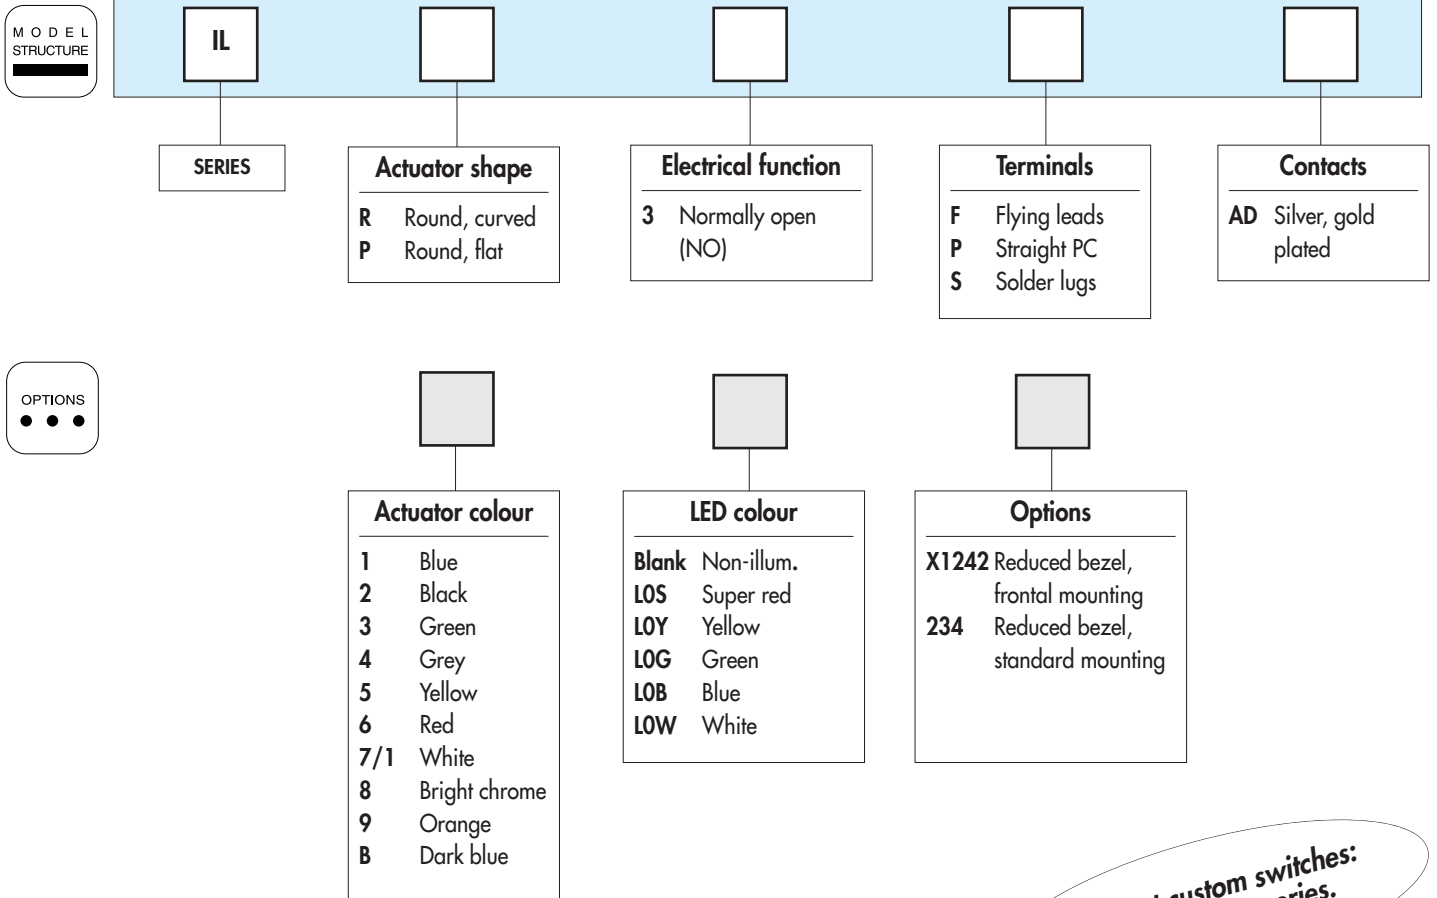 MODEL
STRUCTURE
IL
SERIES
Actuator shape
R Round, curved
P Round, flat
Electrical function
3 Normally open
(NO)
Terminals
F Flying leads
P Straight PC
S Solder lugs
Contacts
AD Silver, gold
plated
OPTIONS
Actuator colour
1 Blue
2 Black
3 Green
4 Grey
5 Yellow
6 Red
7/1 White
8 Bright chrome
9 Orange
B Dark blue
LED colour
Blank Non-illum.
L0S Super red
L0Y Yellow
L0G Green
L0B Blue
L0W White
Options
X1242 Reduced bezel,
frontal mounting
234 Reduced bezel,
standard mounting
custom switches: